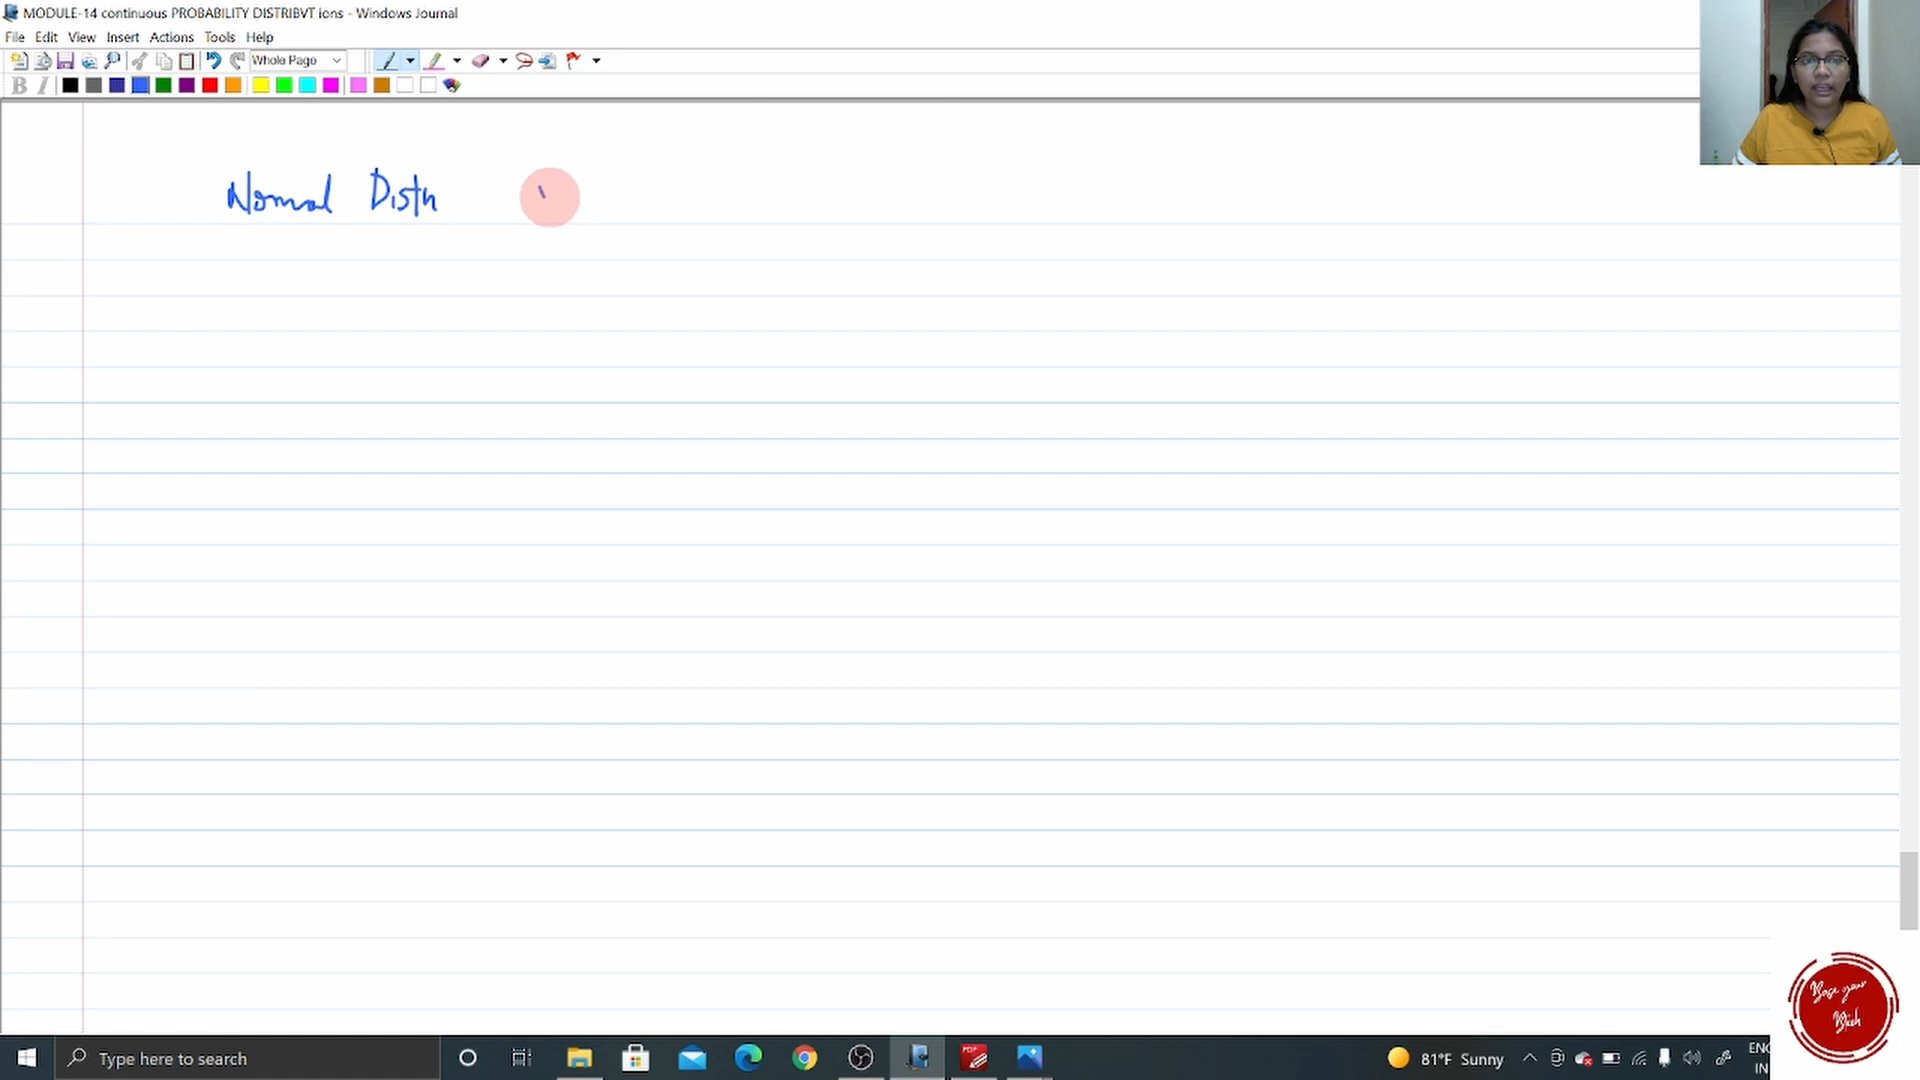 MODULE-14 continuous PROBABILITY DISTRIBVT ions - Windows Journal
File Edit View Insert Actions Tools Help
Whole Page
B I
Normal Distn
Type here to search
81°F Sunny
ENG
IN